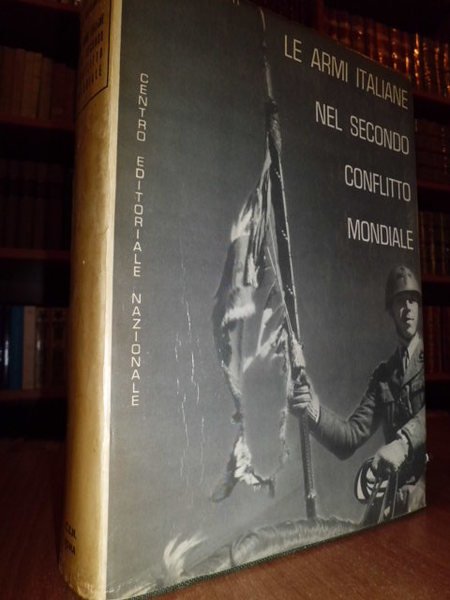 LE ARMI ITALIANE
NEL SECONDO
CONFLITTO
MONDIALE
CENTRO EDITORIALE NAZIONALE